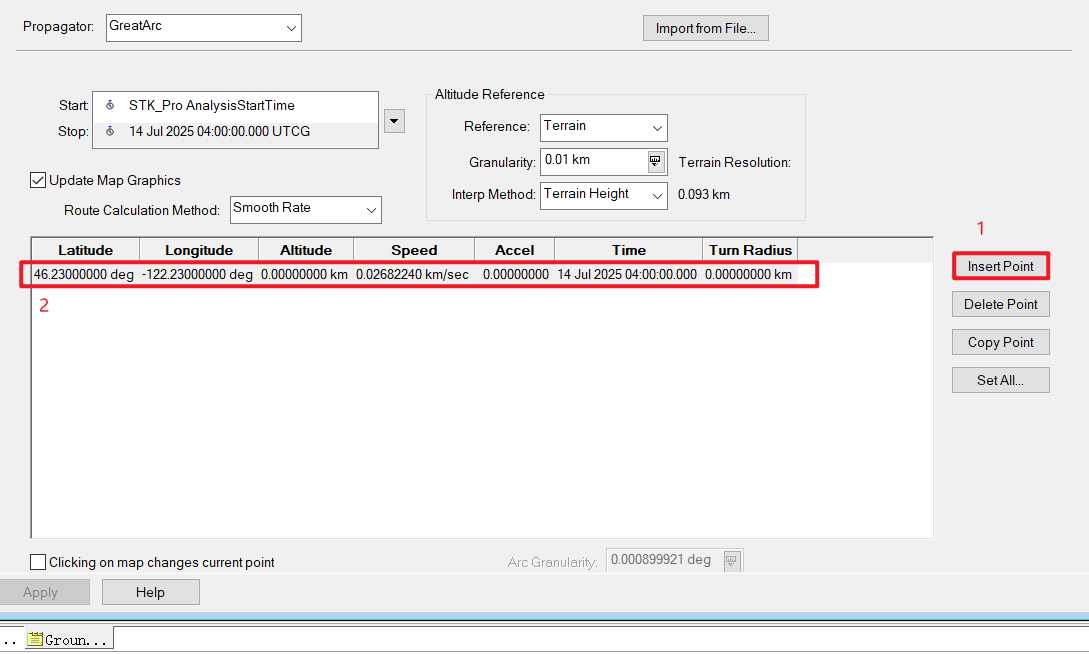 Propagator: GreatArc Import from File...
Start: STK_Pro AnalysisStartTime
Stop: 14 Jul 2025 04:00:00.000 UTCG
Altitude Reference
Reference: Terrain
Granularity: 0.01 km Terrain Resolution:
Interp Method: Terrain Height 0.093 km
Update Map Graphics
Route Calculation Method: Smooth Rate
1
Latitude Longitude Altitude Speed Accel Time Turn Radius
46.23000000 deg -122.23000000 deg 0.00000000 km 0.02682240 km/sec 0.00000000 14 Jul 2025 04:00:00.000 0.00000000 km
2
Insert Point
Delete Point
Copy Point
Set All...
Clicking on map changes current point Arc Granularity: 0.000899921 deg
Apply Help
.. Groun...